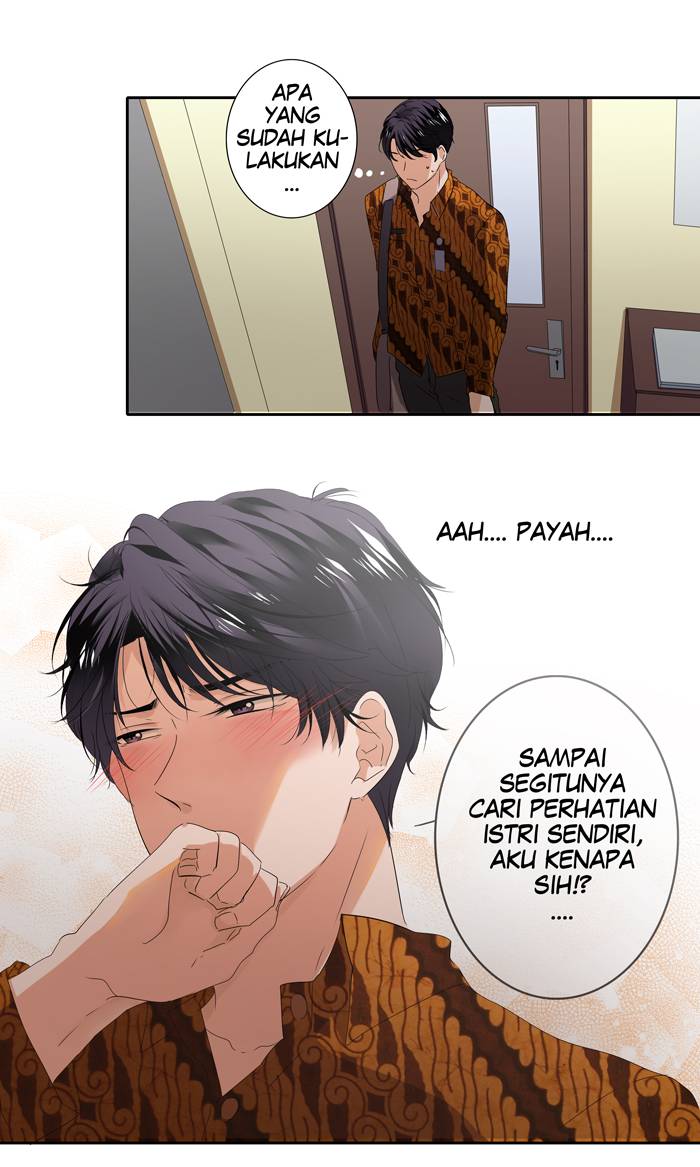 APA
YANG
SUDAH KU-
LAKUKAN
...
AAH.... PAYAH....
SAMPAI
SEGITUNYA
CARI PERHATIAN
ISTRI SENDIRI,
AKU KENAPA
SIH!?
....